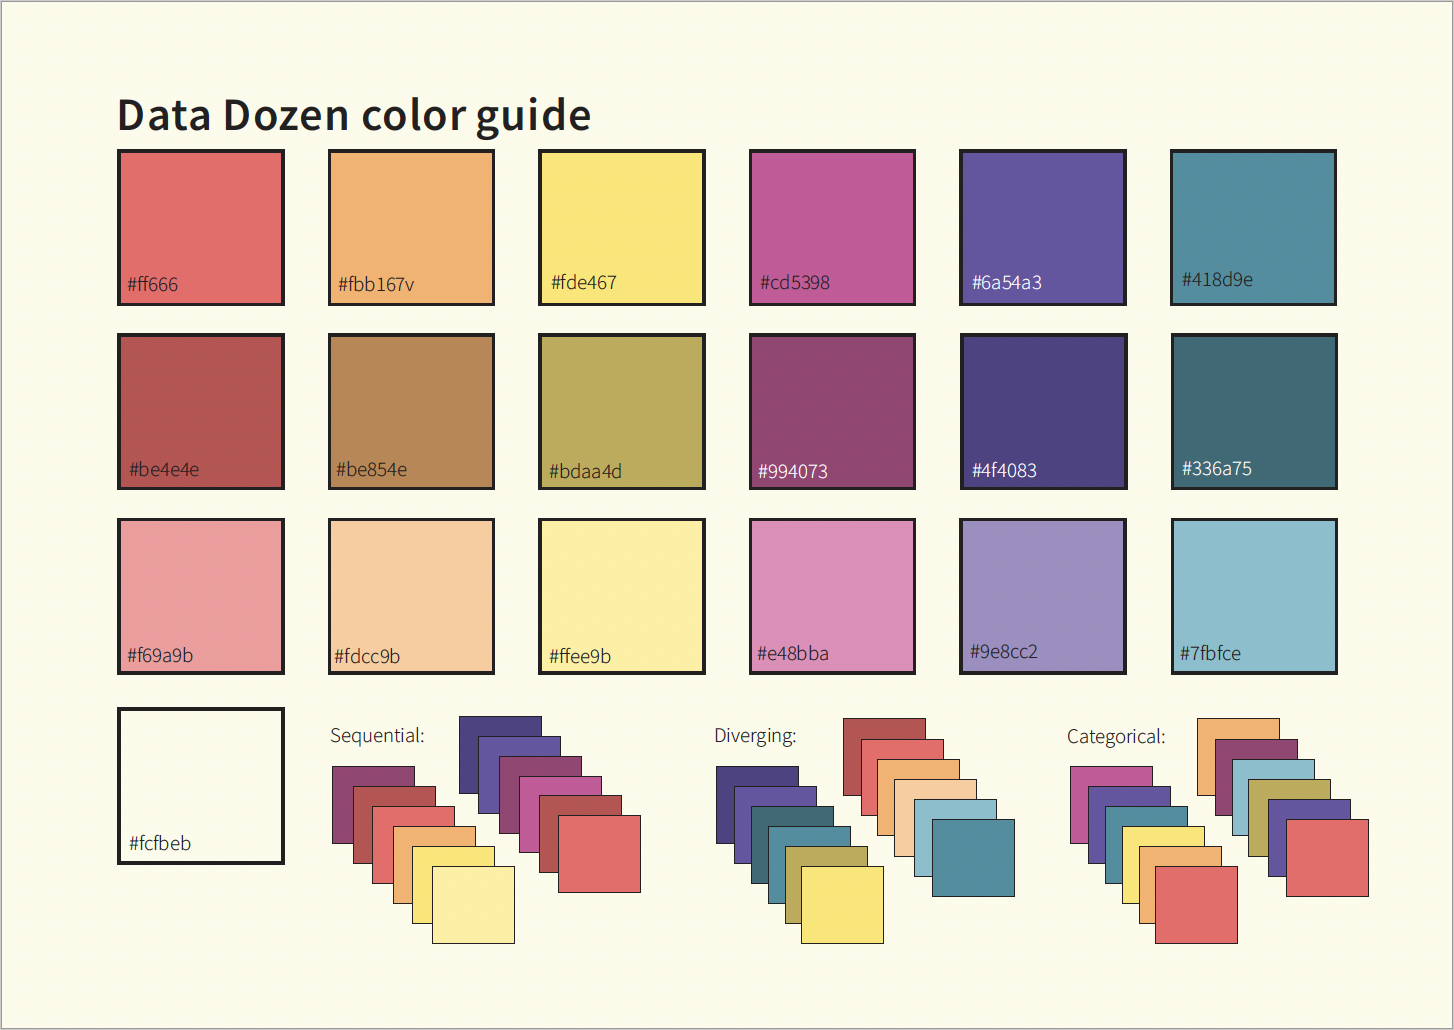 Data Dozen color guide
#ff666
#fbb167v
#fde467
#cd5398
#6a54a3
#418d9e
#be4e4e
#be854e
#bdaa4d
#994073
#4f4083
#336a75
#f69a9b
#fdcc9b
#ffee9b
#e48bba
#9e8cc2
#7fbfce
#fcfbeb
Sequential:
Diverging:
Categorical: